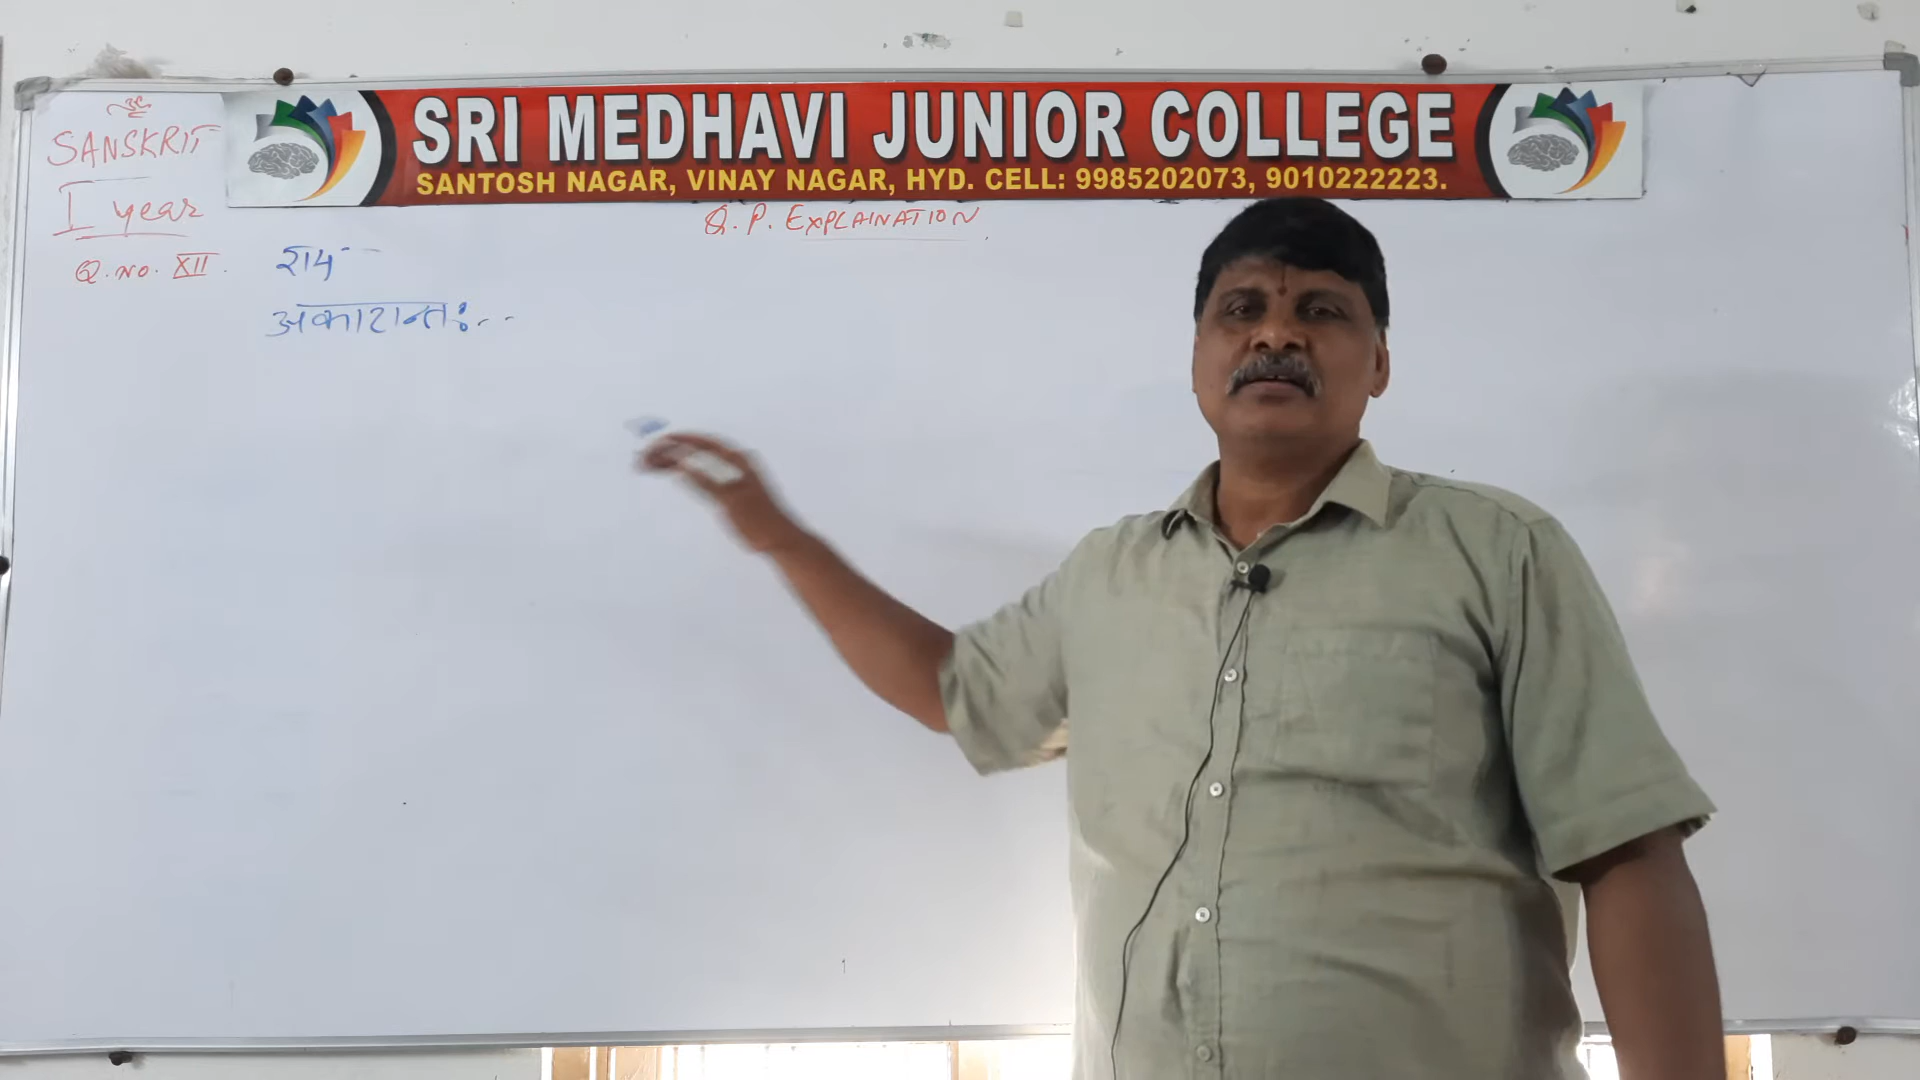 SRI MEDHAVI JUNIOR COLLEGE
SANTOSH NAGAR, VINAY NAGAR, HYD. CELL: 9985202073, 9010222223.
SANSKRIT
I year
Q.P. EXPLAINATION
Q.NO. XII.
राम
अकारान्तः